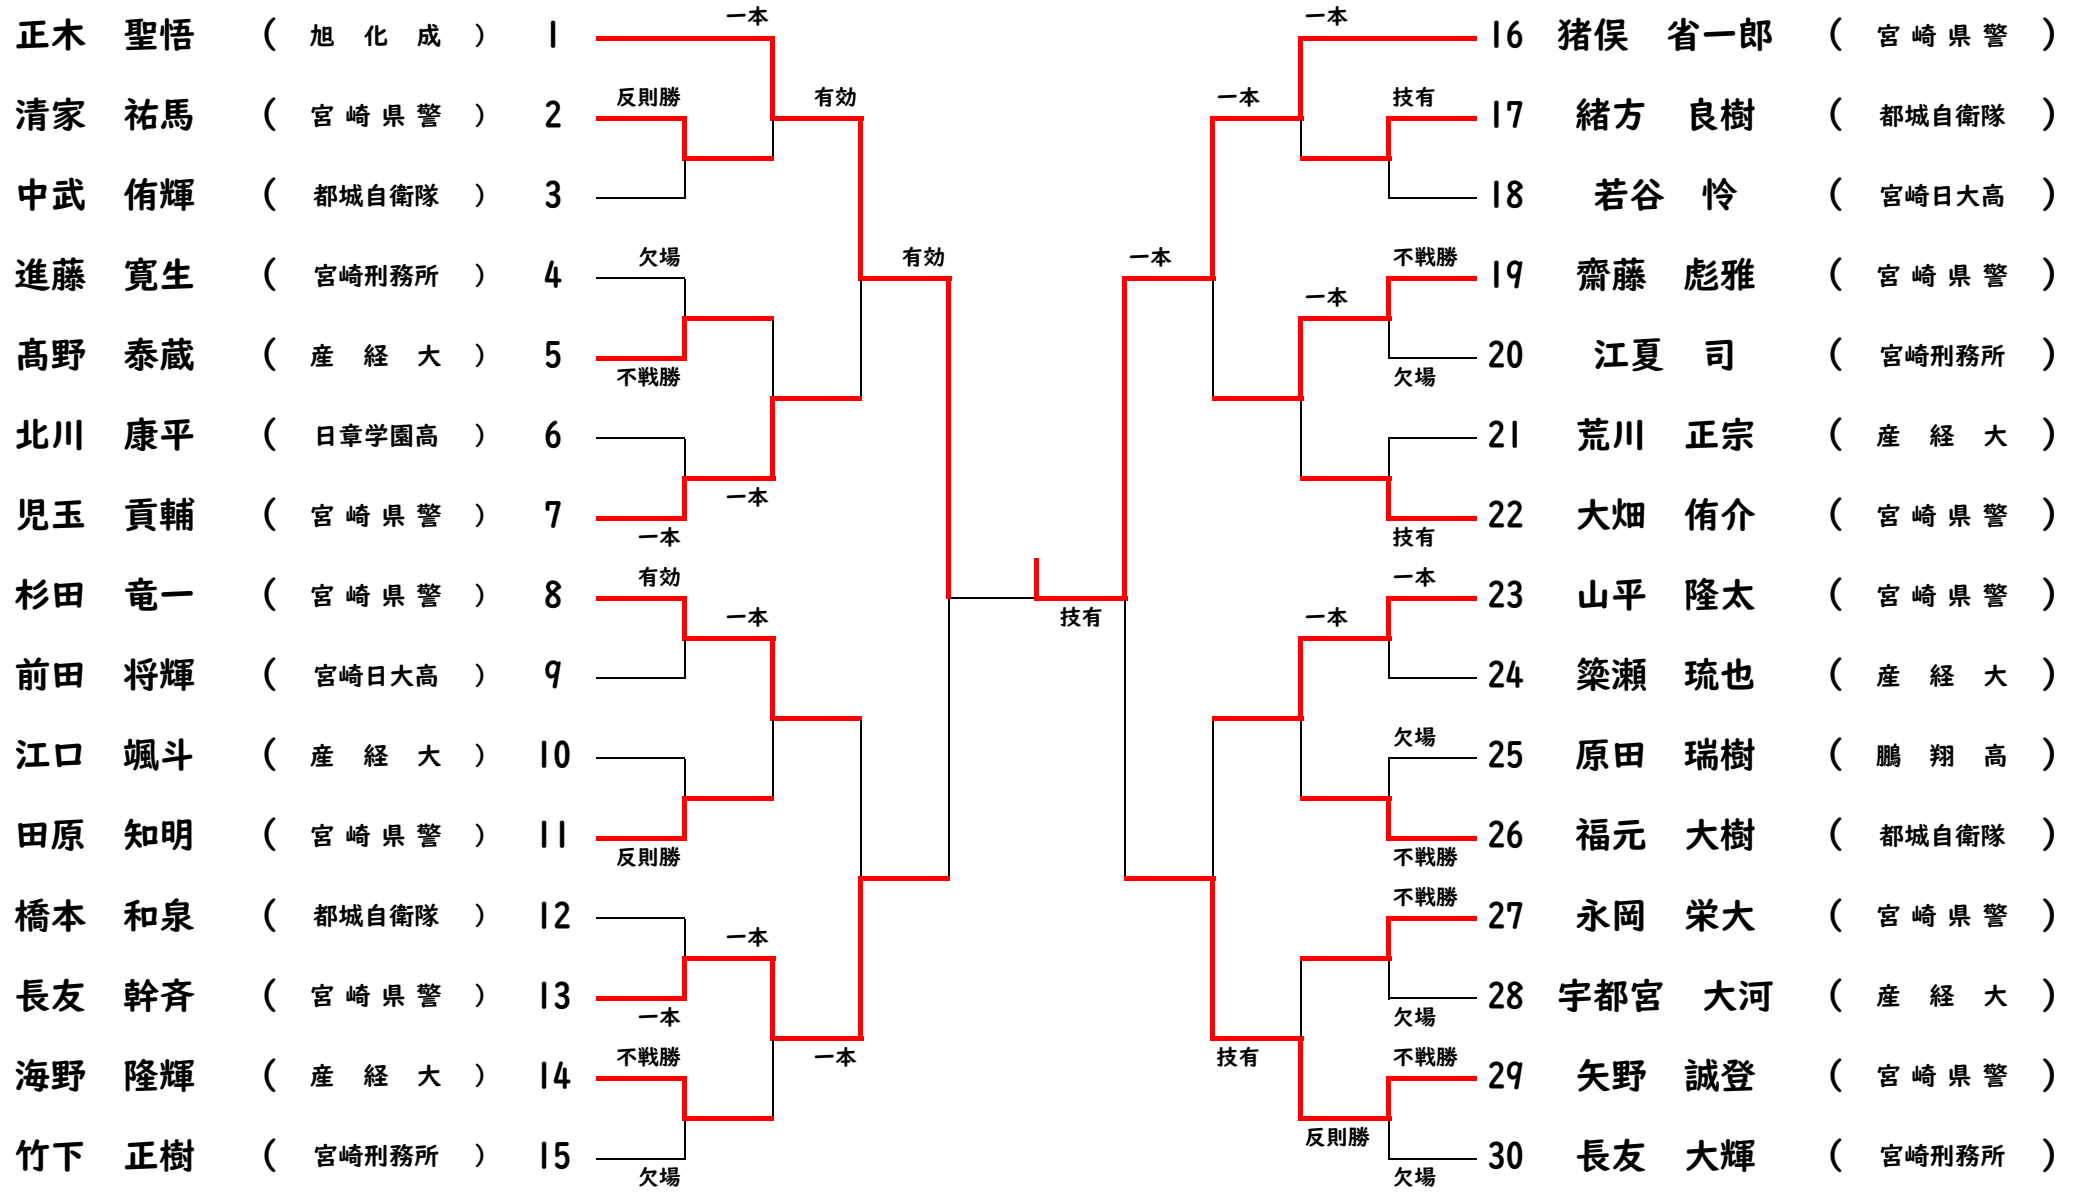 正木　聖悟 ( 旭　化　成 ) 1
清家　祐馬 ( 宮崎県警 ) 2
中武　侑輝 ( 都城自衛隊 ) 3
進藤　寛生 ( 宮崎刑務所 ) 4
髙野　泰蔵 ( 産　経　大 ) 5
北川　康平 ( 日章学園高 ) 6
児玉　貢輔 ( 宮崎県警 ) 7
杉田　竜一 ( 宮崎県警 ) 8
前田　将輝 ( 宮崎日大高 ) 9
江口　颯斗 ( 産　経　大 ) 10
田原　知明 ( 宮崎県警 ) 11
橋本　和泉 ( 都城自衛隊 ) 12
長友　幹斉 ( 宮崎県警 ) 13
海野　隆輝 ( 産　経　大 ) 14
竹下　正樹 ( 宮崎刑務所 ) 15
反則勝
欠場
不戦勝
一本
有効
反則勝
一本
不戦勝
欠場
一本
一本
一本
一本
有効
一本
有効
技有
一本
一本
技有
一本
一本
一本
反則勝
技有
不戦勝
欠場
技有
一本
欠場
不戦勝
不戦勝
欠場
不戦勝
欠場
16 猪俣　省一郎 ( 宮崎県警 )
17 緒方　良樹 ( 都城自衛隊 )
18 若谷　怜 ( 宮崎日大高 )
19 齋藤　彪雅 ( 宮崎県警 )
20 江夏　司 ( 宮崎刑務所 )
21 荒川　正宗 ( 産　経　大 )
22 大畑　侑介 ( 宮崎県警 )
23 山平　隆太 ( 宮崎県警 )
24 簗瀬　琉也 ( 産　経　大 )
25 原田　瑞樹 ( 鵬　翔　高 )
26 福元　大樹 ( 都城自衛隊 )
27 永岡　栄大 ( 宮崎県警 )
28 宇都宮　大河 ( 産　経　大 )
29 矢野　誠登 ( 宮崎県警 )
30 長友　大輝 ( 宮崎刑務所 )